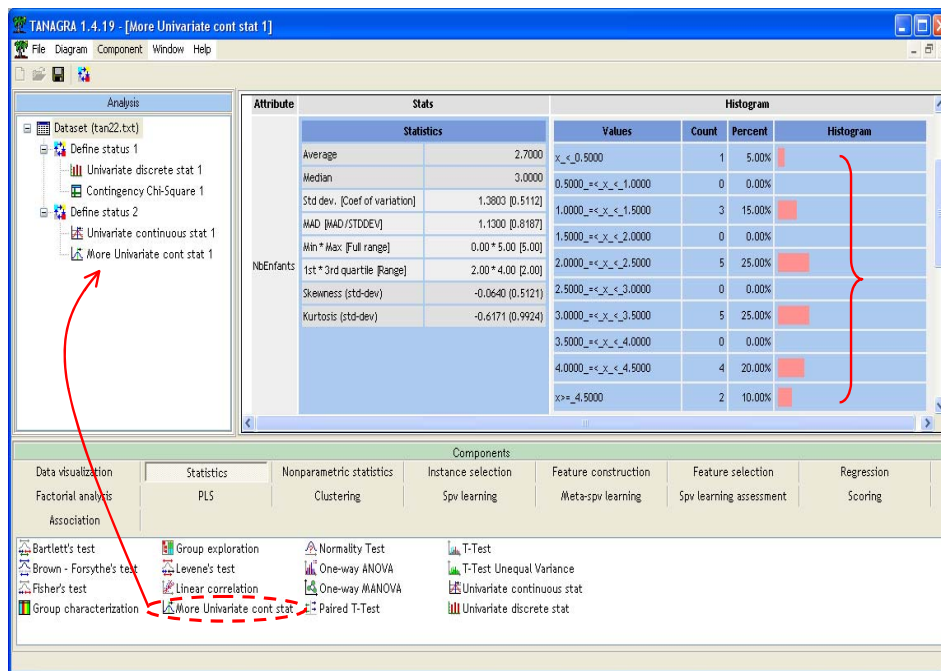 TANAGRA 1.4.19 - [More Univariate cont stat 1]
File Diagram Component Window Help
Analysis
Dataset (tan22.txt)
Define status 1
Univariate discrete stat 1
Contingency Chi-Square 1
Define status 2
Univariate continuous stat 1
More Univariate cont stat 1
Attribute Stats Histogram
NbEnfants
Statistics
Average 2.7000
Median 3.0000
Std dev. [Coef of variation] 1.3803 [0.5112]
MAD [MAD/STDDEV] 1.1300 [0.8187]
Min * Max [Full range] 0.00 * 5.00 [5.00]
1st * 3rd quartile [Range] 2.00 * 4.00 [2.00]
Skewness (std-dev) -0.0640 (0.5121)
Kurtosis (std-dev) -0.6171 (0.9924)
Values Count Percent Histogram
x_<_0.5000 1 5.00%
0.5000_=<_x_<_1.0000 0 0.00%
1.0000_=<_x_<_1.5000 3 15.00%
1.5000_=<_x_<_2.0000 0 0.00%
2.0000_=<_x_<_2.5000 5 25.00%
2.5000_=<_x_<_3.0000 0 0.00%
3.0000_=<_x_<_3.5000 5 25.00%
3.5000_=<_x_<_4.0000 0 0.00%
4.0000_=<_x_<_4.5000 4 20.00%
x>=_4.5000 2 10.00%
Components
Data visualization Statistics Nonparametric statistics Instance selection Feature construction Feature selection Regression
Factorial analysis PLS Clustering Spv learning Meta-spv learning Spv learning assessment Scoring
Association
Bartlett's test Group exploration Normality Test T-Test
Brown - Forsythe's test Levene's test One-way ANOVA T-Test Unequal Variance
Fisher's test Linear correlation One-way MANOVA Univariate continuous stat
Group characterization More Univariate cont stat Paired T-Test Univariate discrete stat